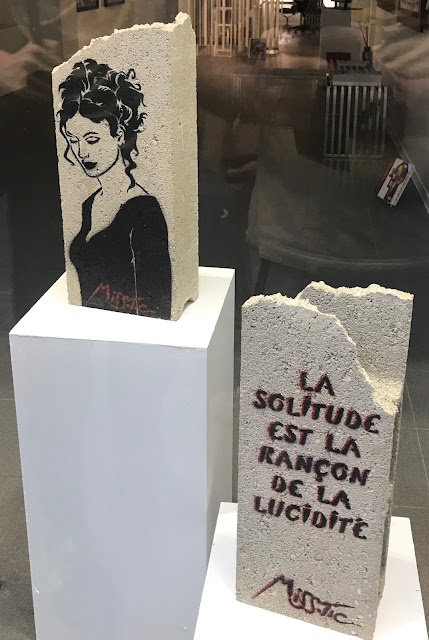 Miss.Tic
LA
SOLITUDE
EST LA
RANÇON
DE LA
LUCIDITÉ
Miss.Tic